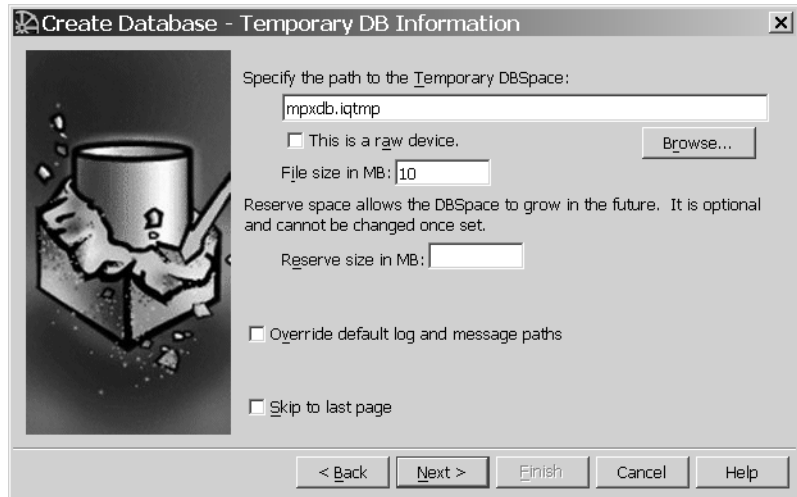 Create Database - Temporary DB Information
Specify the path to the Temporary DBSpace:
mpxdb.iqtmp
This is a raw device.
Browse...
File size in MB: 10
Reserve space allows the DBSpace to grow in the future. It is optional
and cannot be changed once set.
Reserve size in MB:
Override default log and message paths
Skip to last page
< Back Next > Finish Cancel Help